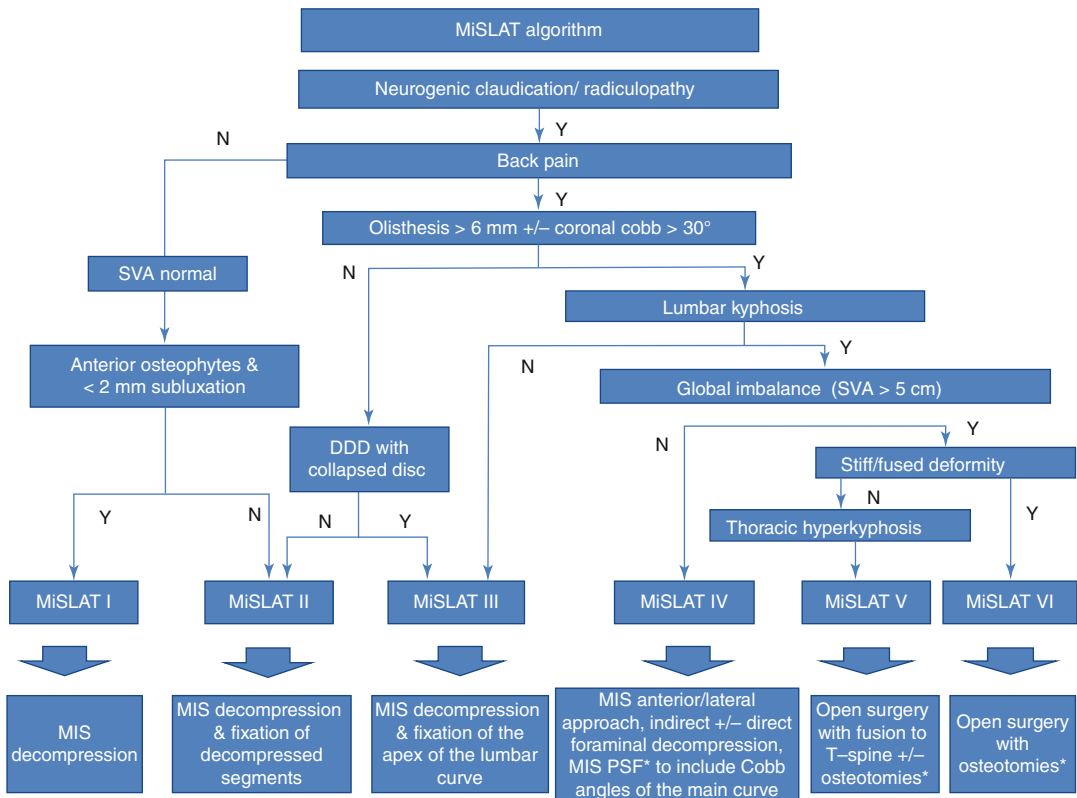 MiSLAT algorithm
Neurogenic claudication/ radiculopathy
Y
N
Back pain
Y
Olisthesis > 6 mm +/– coronal cobb > 30°
N
Y
SVA normal
Lumbar kyphosis
N
Y
Anterior osteophytes &
< 2 mm subluxation
Global imbalance (SVA > 5 cm)
DDD with
collapsed disc
N
Y
Stiff/fused deformity
Y
N
N
Y
N
Y
Thoracic hyperkyphosis
MiSLAT I
MiSLAT II
MiSLAT III
MiSLAT IV
MiSLAT V
MiSLAT VI
MIS
decompression
MIS decompression
& fixation of
decompressed
segments
MIS decompression
& fixation of the
apex of the lumbar
curve
MIS anterior/lateral
approach, indirect +/– direct
foraminal decompression,
MIS PSF* to include Cobb
angles of the main curve
Open surgery
with fusion to
T–spine +/–
osteotomies*
Open surgery
with
osteotomies*